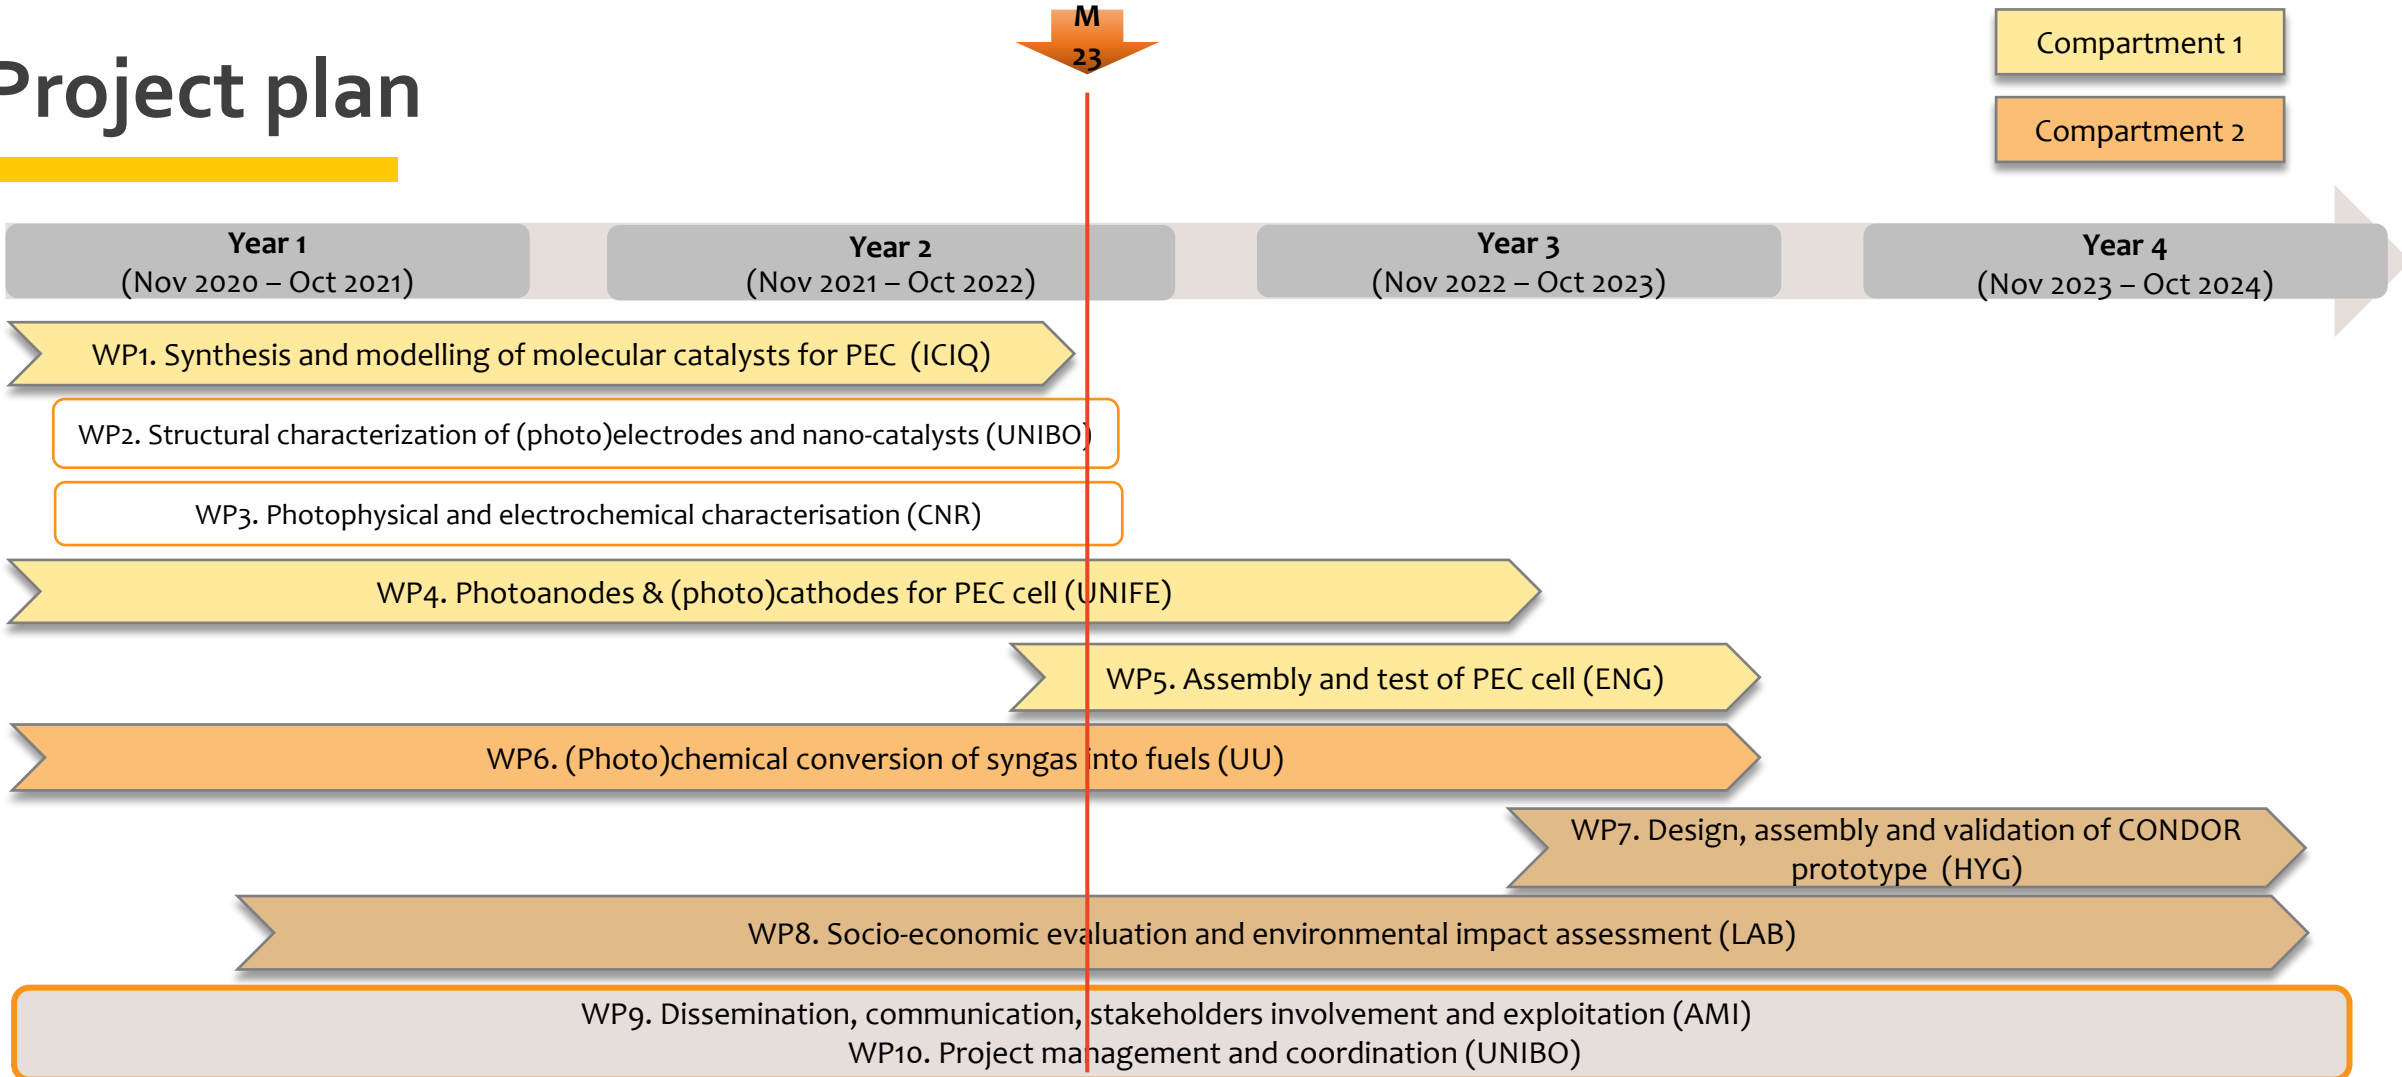 M
23
Compartment 1
Project plan
Compartment 2
Year 1
(Nov 2020 – Oct 2021)
Year 2
(Nov 2021 – Oct 2022)
Year 3
(Nov 2022 – Oct 2023)
Year 4
(Nov 2023 – Oct 2024)
WP1. Synthesis and modelling of molecular catalysts for PEC (ICIQ)
WP2. Structural characterization of (photo)electrodes and nano-catalysts (UNIBO)
WP3. Photophysical and electrochemical characterisation (CNR)
WP4. Photoanodes & (photo)cathodes for PEC cell (UNIFE)
WP5. Assembly and test of PEC cell (ENG)
WP6. (Photo)chemical conversion of syngas into fuels (UU)
WP7. Design, assembly and validation of CONDOR
prototype (HYG)
WP8. Socio-economic evaluation and environmental impact assessment (LAB)
WP9. Dissemination, communication, stakeholders involvement and exploitation (AMI)
WP10. Project management and coordination (UNIBO)